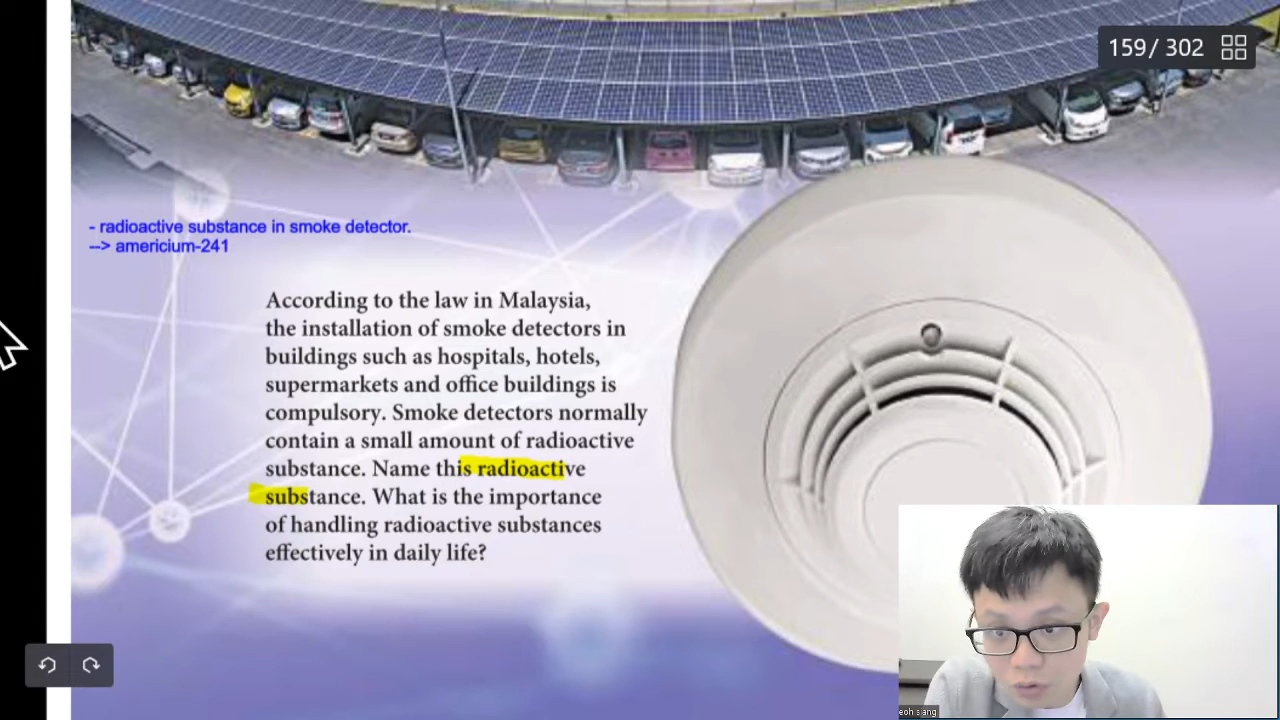 159/ 302
- radioactive substance in smoke detector.
--> americium-241
According to the law in Malaysia,
the installation of smoke detectors in
buildings such as hospitals, hotels,
supermarkets and office buildings is
compulsory. Smoke detectors normally
contain a small amount of radioactive
substance. Name this radioactive
substance. What is the importance
of handling radioactive substances
effectively in daily life?
eoh siang